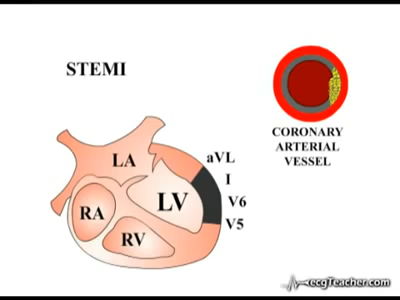 STEMI
CORONARY
ARTERIAL
VESSEL
LA
aVL
I
LV
V6
RA
V5
RV
ecgTeacher.com